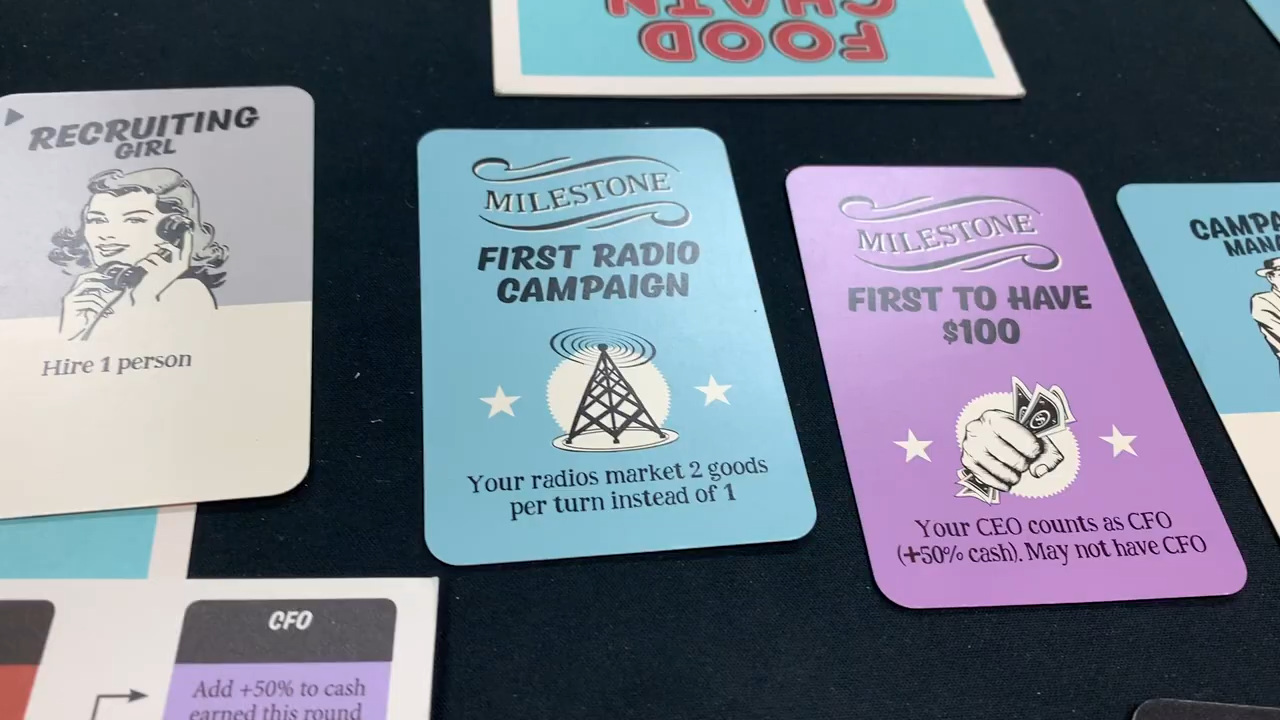 FOOD
CHAIN
RECRUITING
GIRL
Hire 1 person
MILESTONE
FIRST RADIO
CAMPAIGN
Your radios market 2 goods
per turn instead of 1
MILESTONE
FIRST TO HAVE
$100
Your CEO counts as CFO
(+50% cash). May not have CFO
CFO
Add +50% to cash
earned this round